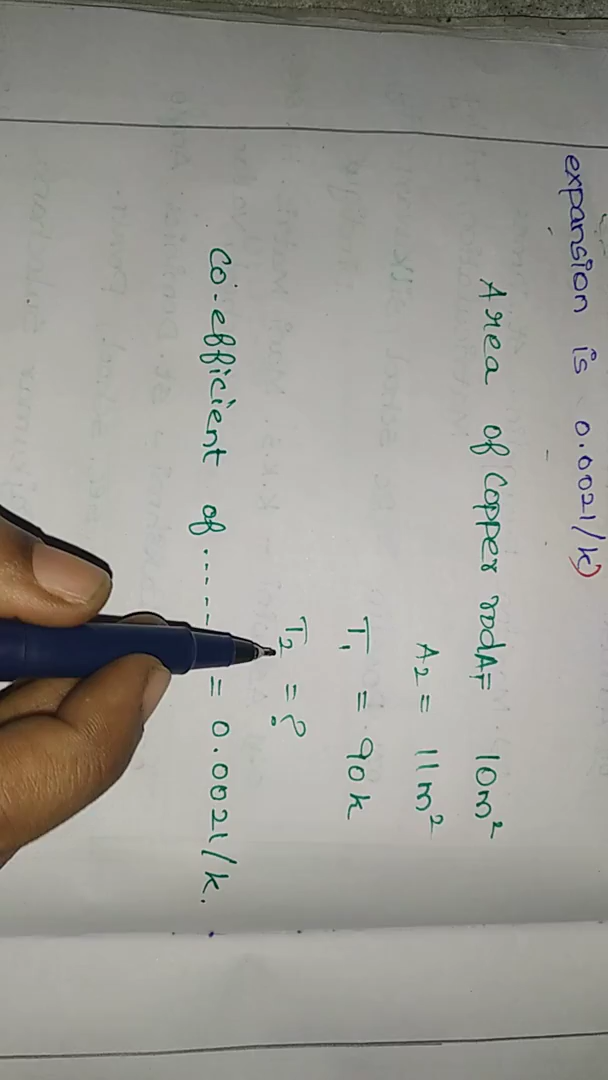 expansion is 0.0021/k)
Area of Copper rod A₁= 10m²
A₂ = 11m²
T₁ = 90k
T₂ = ?
Co-efficient of ...... = 0.0021/k.